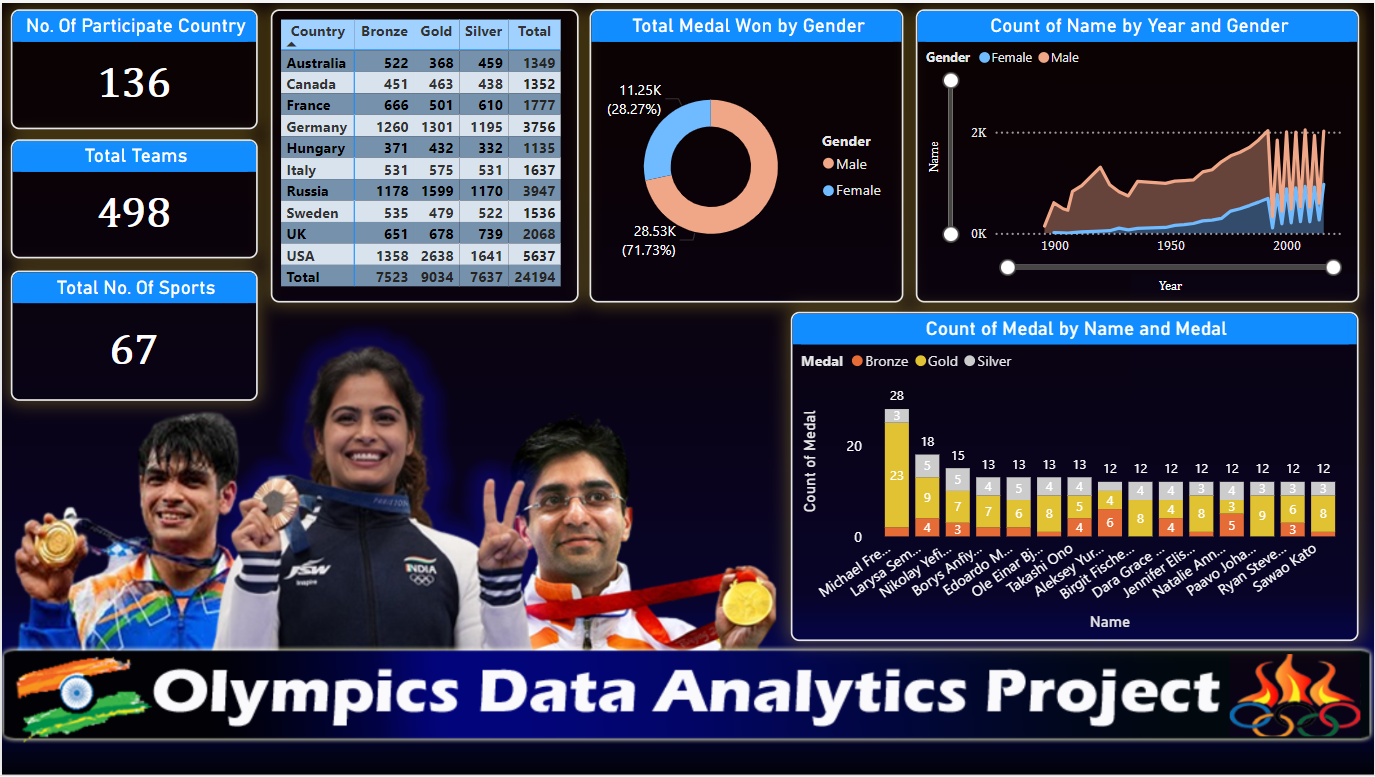 No. Of Participate Country
136
Total Teams
498
Total No. Of Sports
67
Country Bronze Gold Silver Total
Australia 522 368 459 1349
Canada 451 463 438 1352
France 666 501 610 1777
Germany 1260 1301 1195 3756
Hungary 371 432 332 1135
Italy 531 575 531 1637
Russia 1178 1599 1170 3947
Sweden 535 479 522 1536
UK 651 678 739 2068
USA 1358 2638 1641 5637
Total 7523 9034 7637 24194
Total Medal Won by Gender
11.25K
(28.27%)
28.53K
(71.73%)
Gender
Male
Female
Count of Name by Year and Gender
Gender Female Male
Name
2K
0K
1900 1950 2000
Year
Count of Medal by Name and Medal
Medal Bronze Gold Silver
Count of Medal
20
0
28 18 15 13 13 13 13 12 12 12 12 12 12 12 12
3 5 5 4 5 4 4 4 4 3 4 3 4 3
23 9 7 7 6 8 5 4 8 4 8 3 9 6 8
4 3 4 6 4 5 3
Michael Fre...
Larysa Sem...
Nikolay Yefi...
Borys Anfiy...
Edoardo M...
Ole Einar Bj...
Takashi Ono
Aleksey Yur...
Birgit Fische...
Dara Grace ...
Jennifer Elis...
Natalie Ann...
Paavo Joha...
Ryan Steve...
Sawao Kato
Name
JSW
Inspire
INDIA
Olympics Data Analytics Project